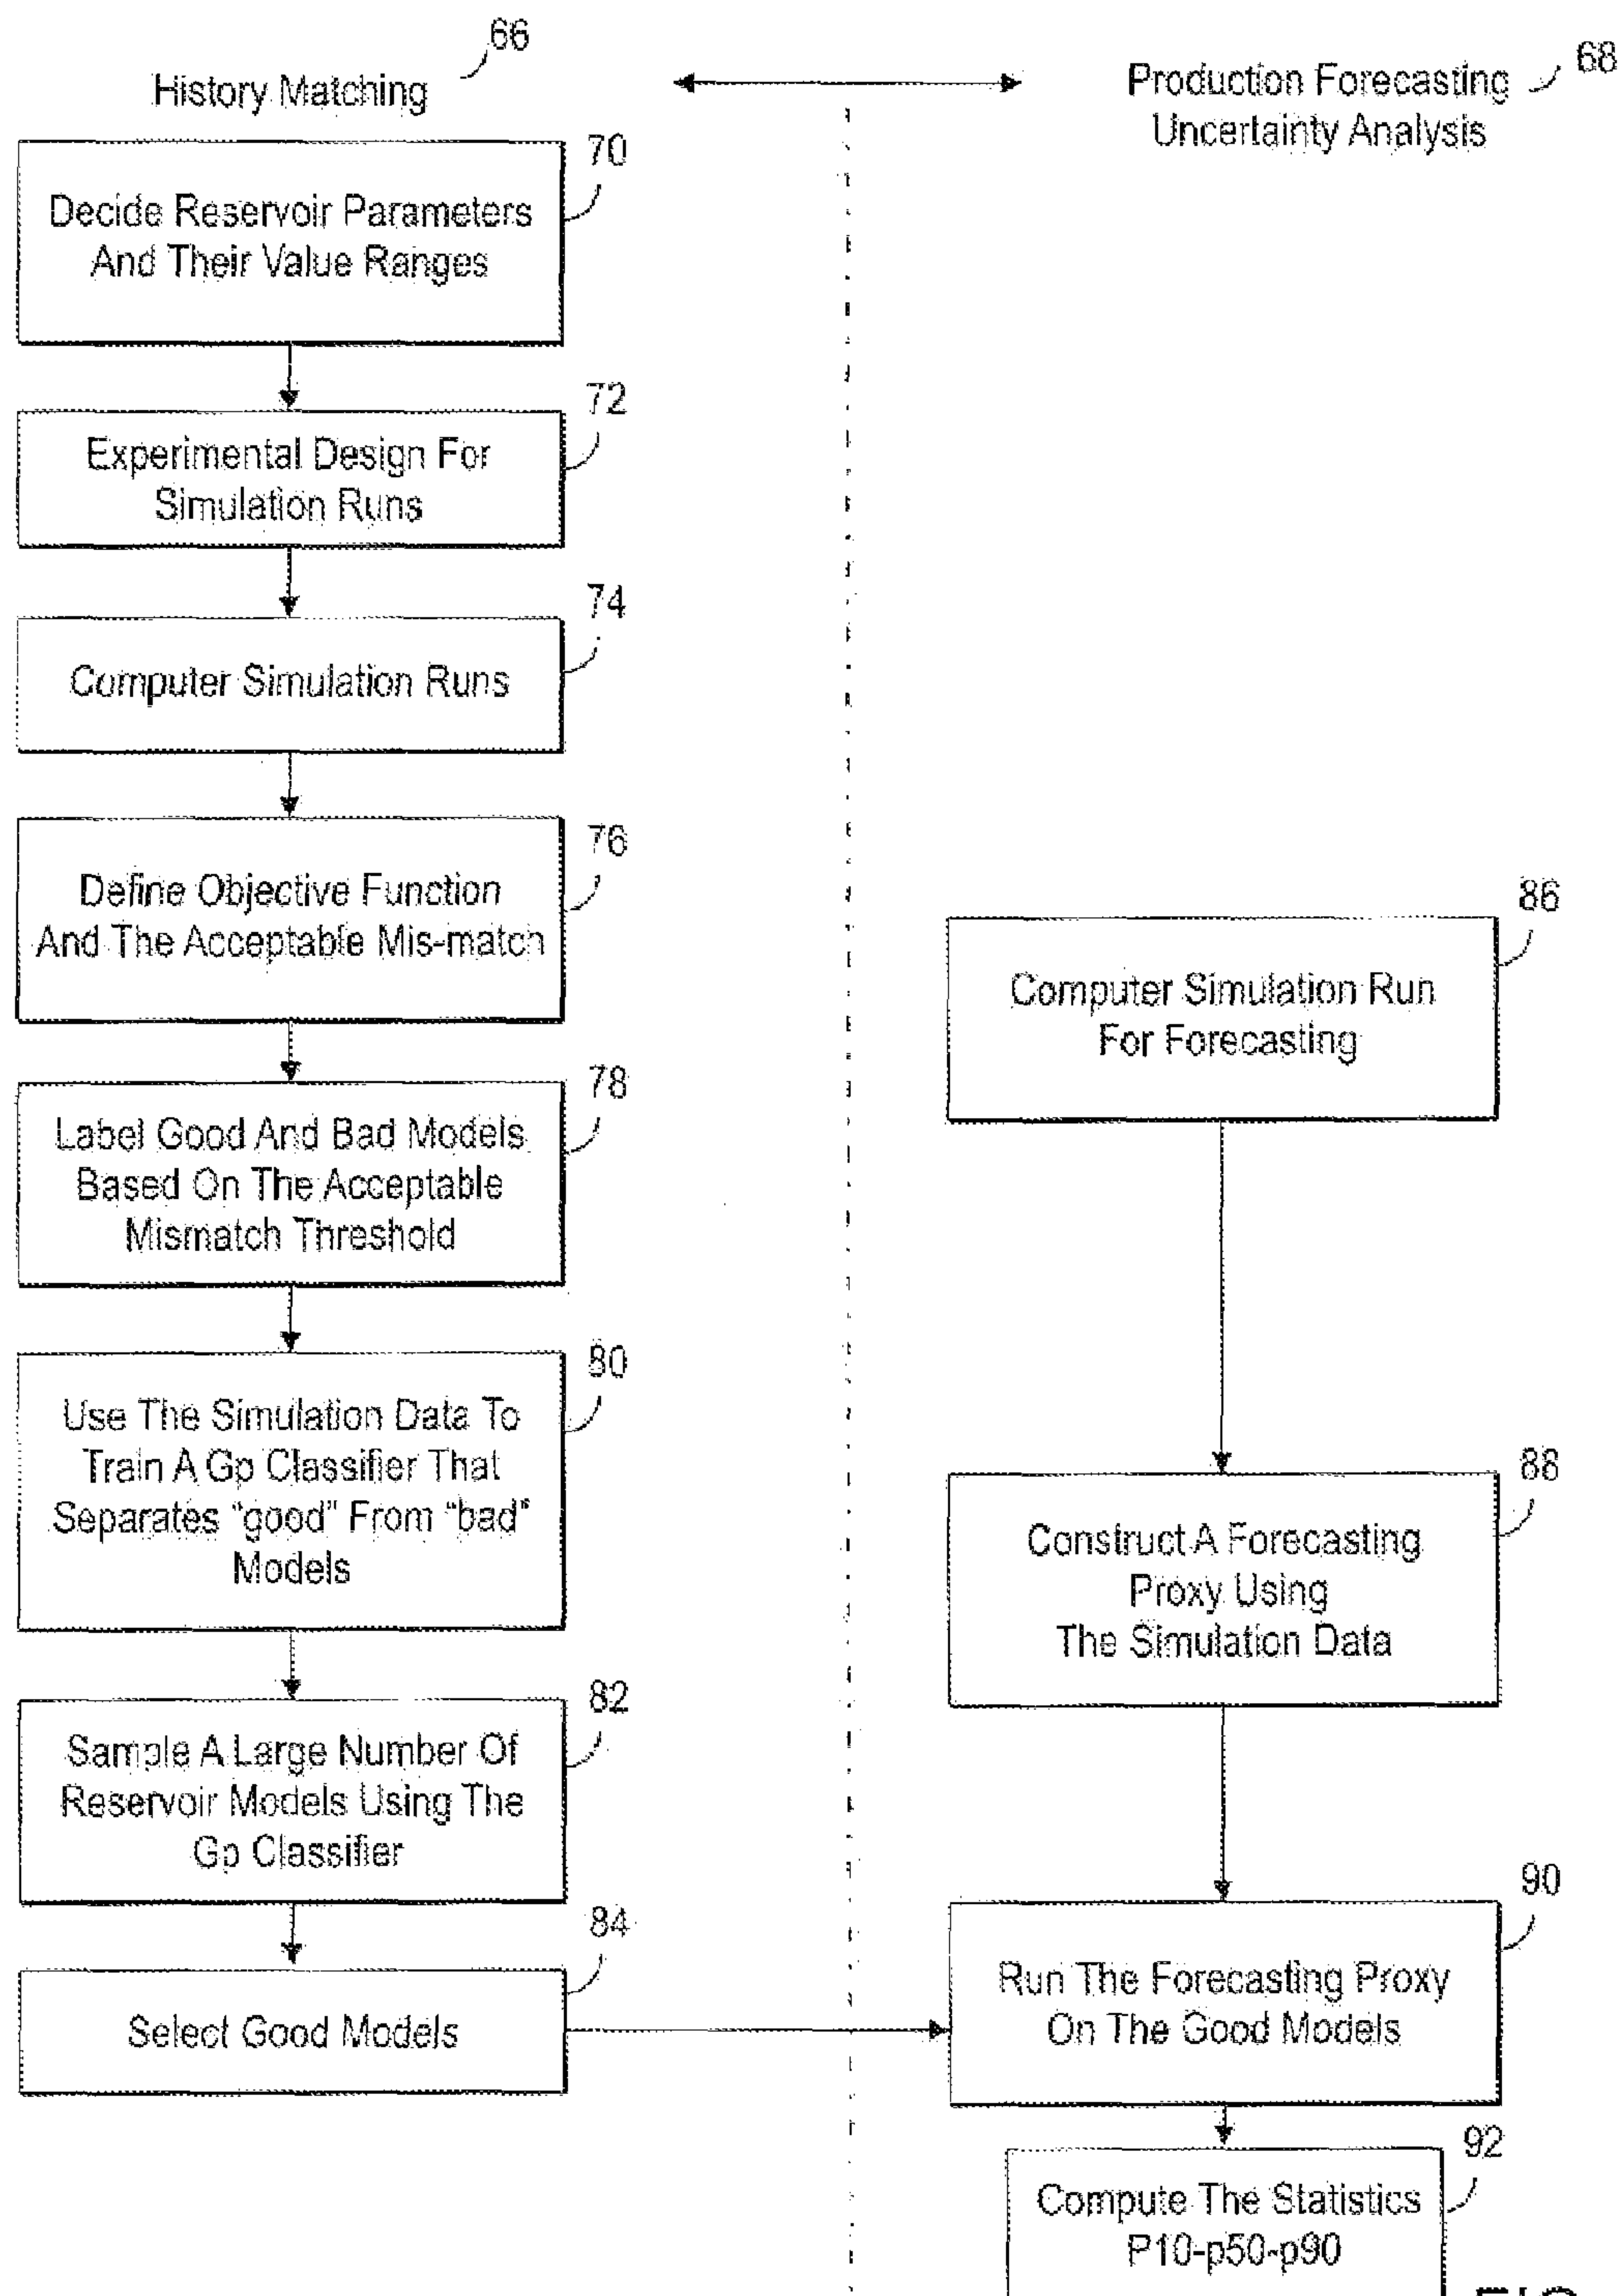 66
History Matching
68
Production Forecasting
Uncertainty Analysis
70
Decide Reservoir Parameters
And Their Value Ranges
72
Experimental Design For
Simulation Runs
74
Computer Simulation Runs
76
Define Objective Function
And The Acceptable Mis-match
78
Label Good And Bad Models
Based On The Acceptable
Mismatch Threshold
80
Use The Simulation Data To
Train A Gp Classifier That
Separates "good" From "bad"
Models
82
Sample A Large Number Of
Reservoir Models Using The
Gp Classifier
84
Select Good Models
86
Computer Simulation Run
For Forecasting
88
Construct A Forecasting
Proxy Using
The Simulation Data
90
Run The Forecasting Proxy
On The Good Models
92
Compute The Statistics
P10-p50-p90